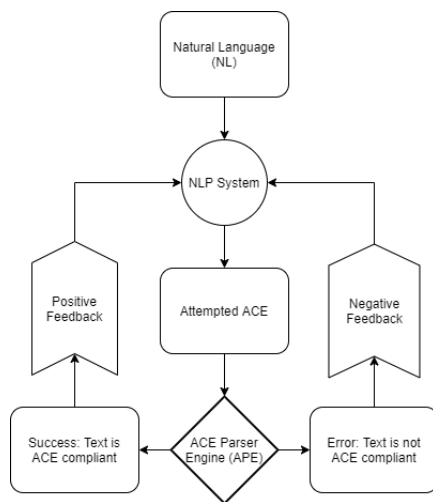 Natural Language
(NL)
NLP System
Positive
Feedback
Attempted ACE
Negative
Feedback
Success: Text is
ACE compliant
ACE Parser
Engine (APE)
Error: Text is not
ACE compliant